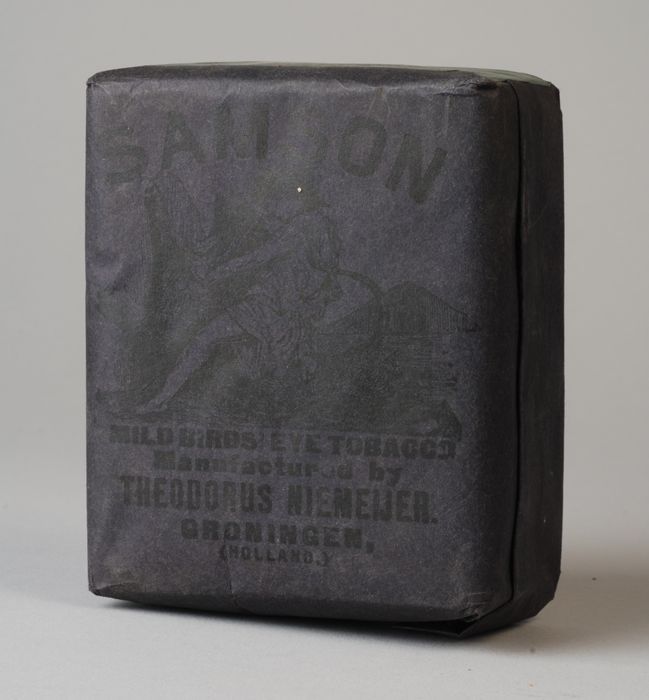 SAMSON
MILD BIRDS EYE TOBACCO
Manufactured by
THEODORUS NIEMEIJER.
GRONINGEN,
(HOLLAND.)